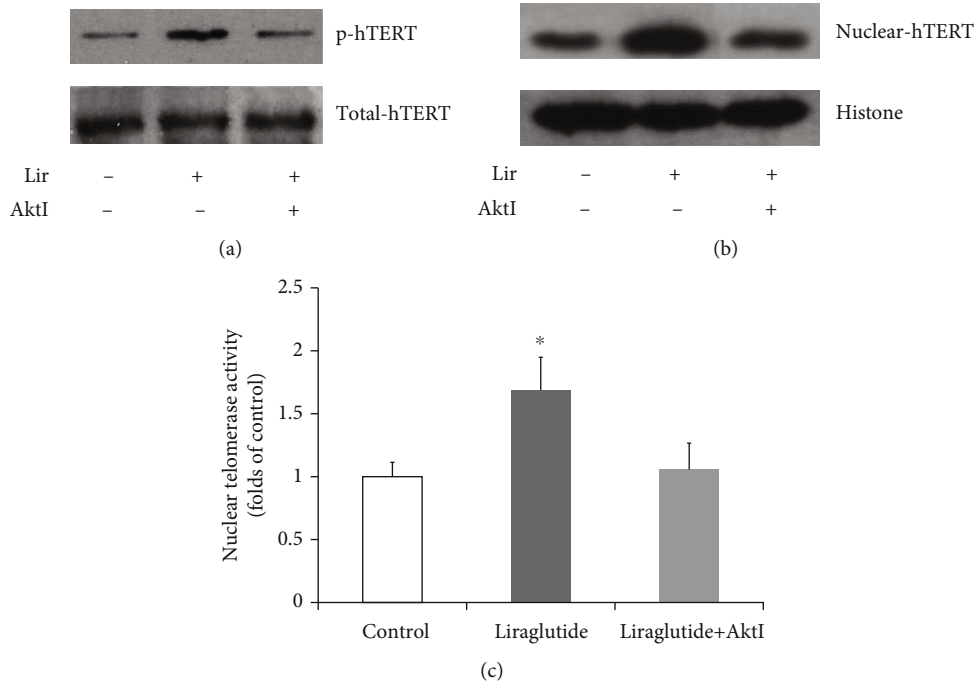 p-hTERT
Total-hTERT
Lir – + +
AktI – – +
(a)
Nuclear-hTERT
Histone
Lir – + +
AktI – – +
(b)
Nuclear telomerase activity
(folds of control)
2.5
2
1.5
1
0.5
0
*
Control Liraglutide Liraglutide+AktI
(c)